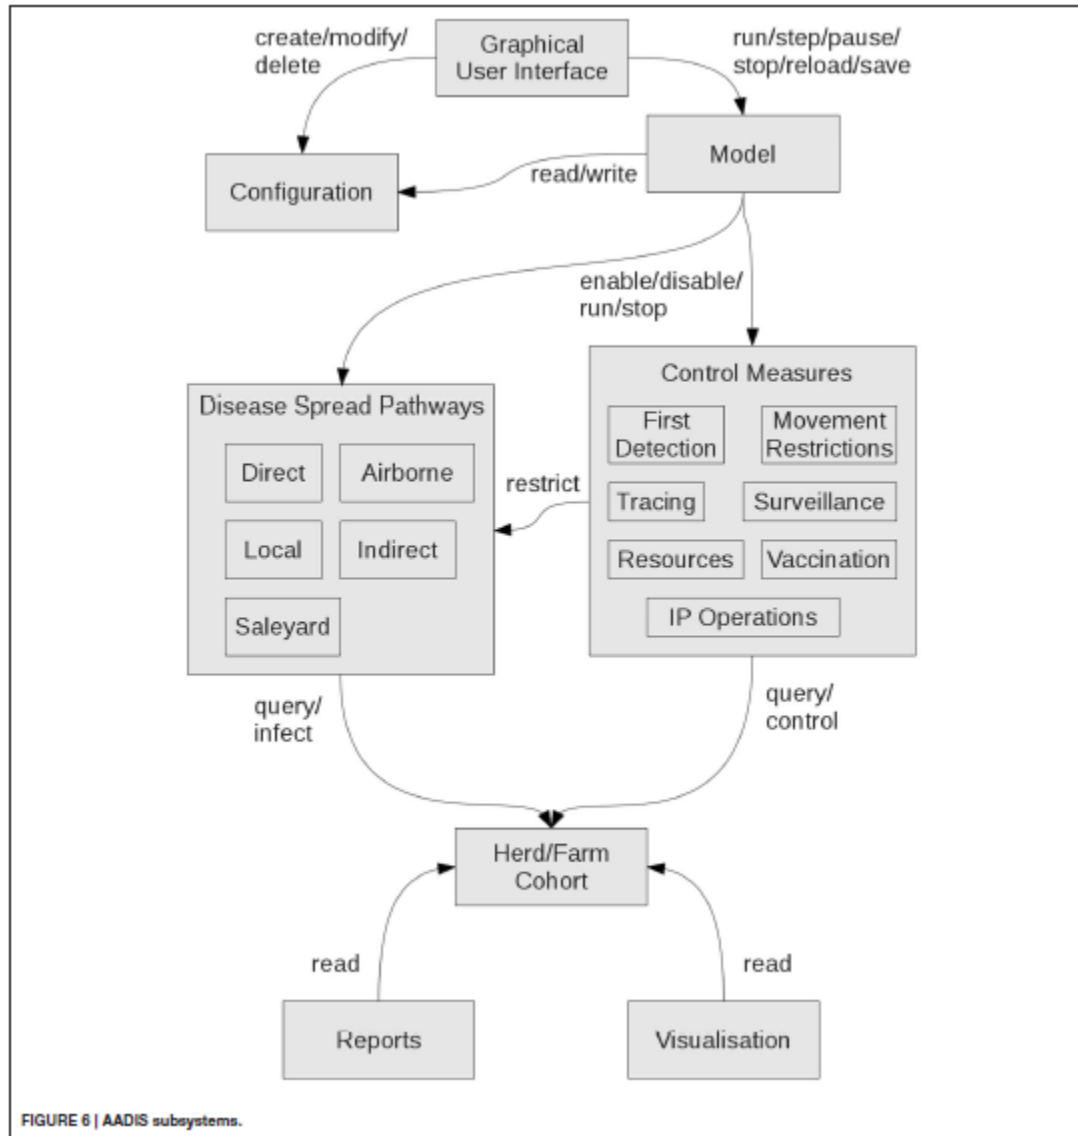 create/modify/
delete
Graphical
User Interface
run/step/pause/
stop/reload/save
Model
Configuration
read/write
enable/disable/
run/stop
Disease Spread Pathways
Direct
Airborne
Local
Indirect
Saleyard
restrict
Control Measures
First
Detection
Movement
Restrictions
Tracing
Surveillance
Resources
Vaccination
IP Operations
query/
infect
query/
control
Herd/Farm
Cohort
read
read
Reports
Visualisation
FIGURE 6 | AADIS subsystems.